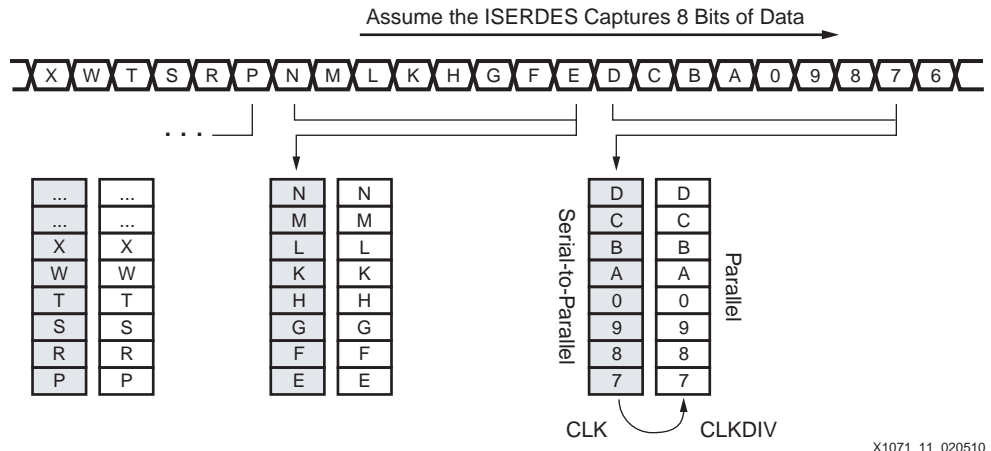 Assume the ISERDES Captures 8 Bits of Data
X W T S R P N M L K H G F E D C B A 0 9 8 7 6
. . .
... ... N N D D
... ... M M C C
X X L L B B
W W K K A A
T T H H 0 0
S S G G 9 9
R R F F 8 8
P P E E 7 7
Serial-to-Parallel
Parallel
CLK CLKDIV
X1071_11_020510